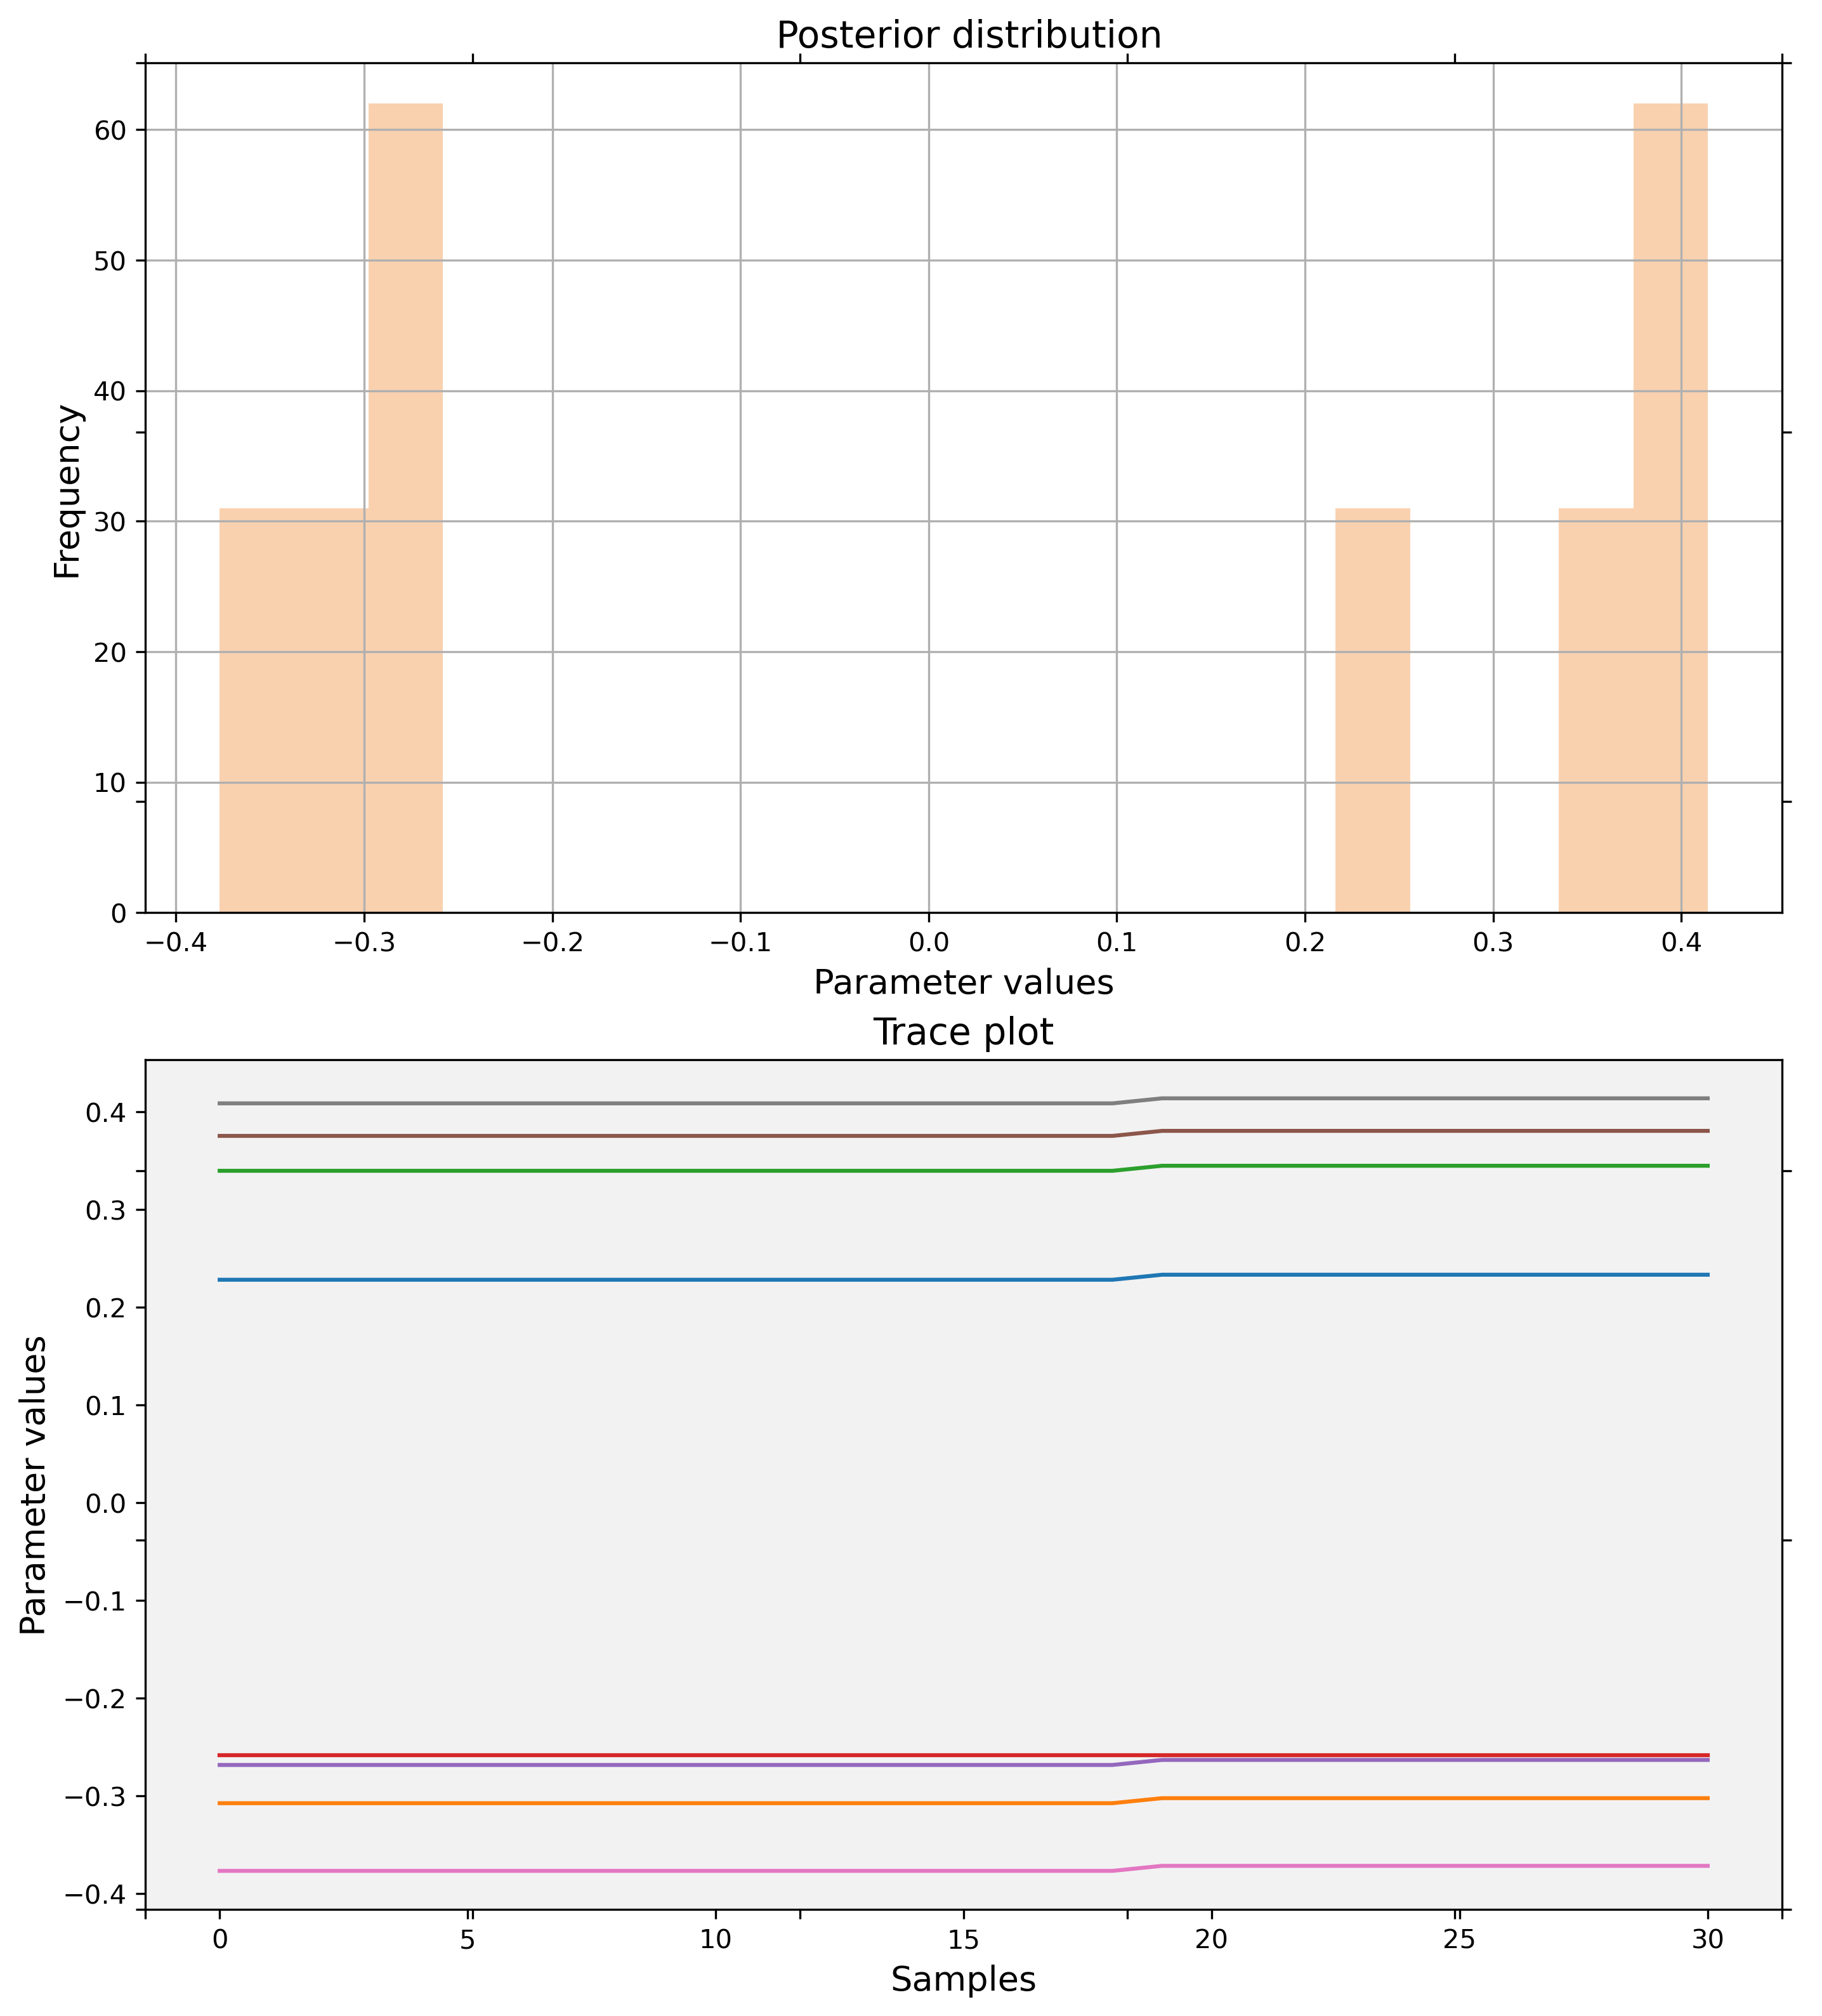 Posterior distribution
60
50
40
30
20
10
0
Frequency
−0.4 −0.3 −0.2 −0.1 0.0 0.1 0.2 0.3 0.4
Parameter values
Trace plot
0.4
0.3
0.2
0.1
0.0
−0.1
−0.2
−0.3
−0.4
Parameter values
0 5 10 15 20 25 30
Samples